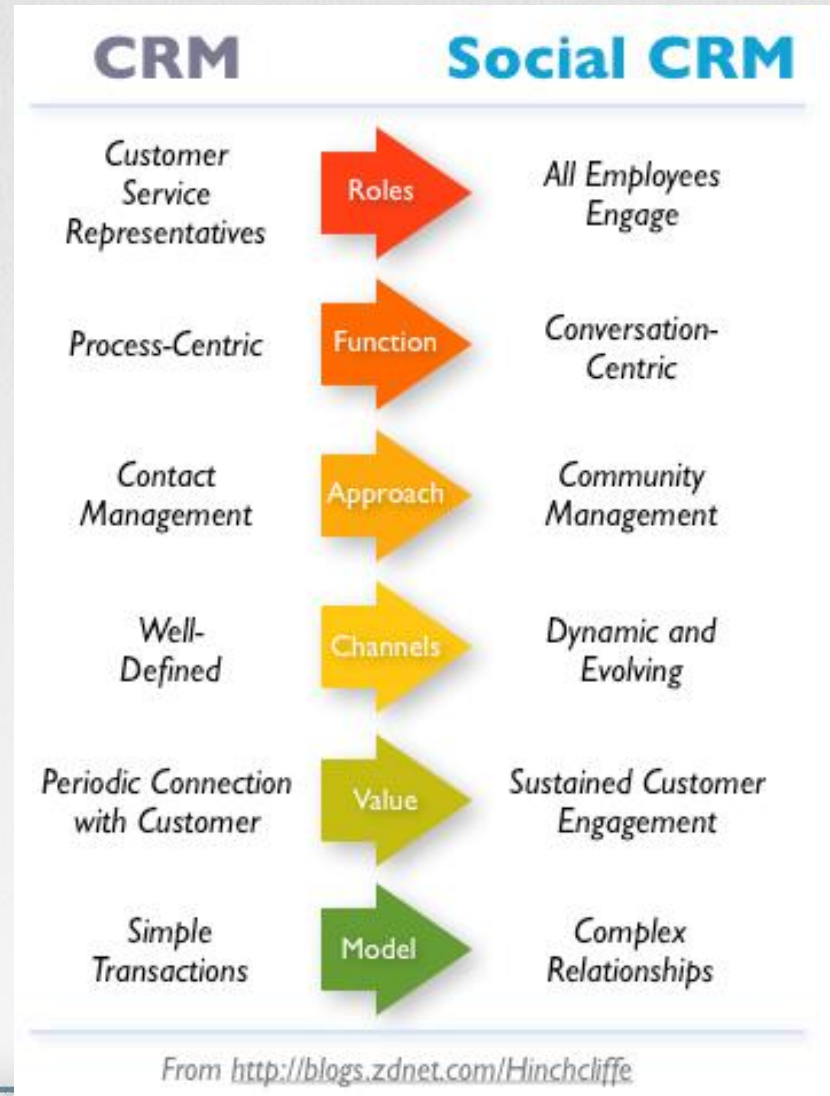 CRM Social CRM
Customer
Service
Representatives
Roles
All Employees
Engage
Process-Centric
Function
Conversation-
Centric
Contact
Management
Approach
Community
Management
Well-
Defined
Channels
Dynamic and
Evolving
Periodic Connection
with Customer
Value
Sustained Customer
Engagement
Simple
Transactions
Model
Complex
Relationships
From http://blogs.zdnet.com/Hinchcliffe